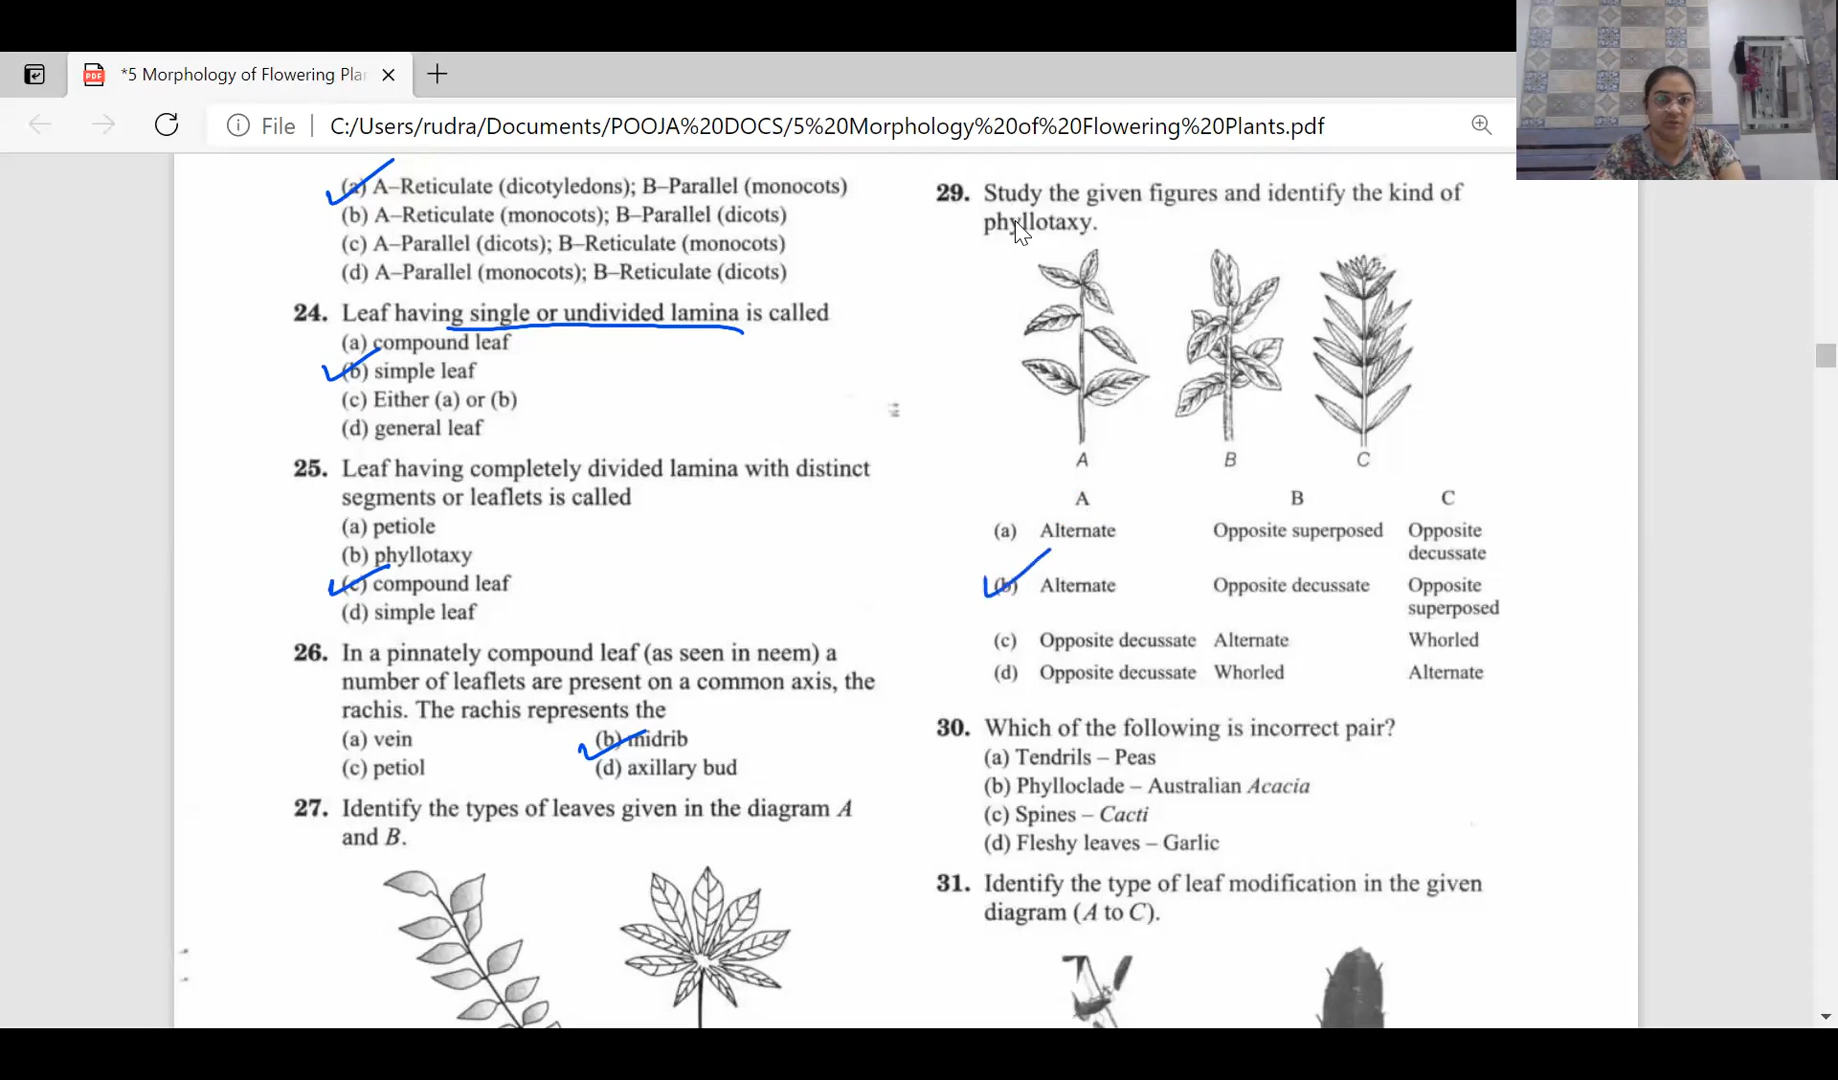 *5 Morphology of Flowering Pla
File
C:/Users/rudra/Documents/POOJA%20DOCS/5%20Morphology%20of%20Flowering%20Plants.pdf
(a) A–Reticulate (dicotyledons); B–Parallel (monocots)
(b) A–Reticulate (monocots); B–Parallel (dicots)
(c) A–Parallel (dicots); B–Reticulate (monocots)
(d) A–Parallel (monocots); B–Reticulate (dicots)
24. Leaf having single or undivided lamina is called
(a) compound leaf
(b) simple leaf
(c) Either (a) or (b)
(d) general leaf
25. Leaf having completely divided lamina with distinct
segments or leaflets is called
(a) petiole
(b) phyllotaxy
(c) compound leaf
(d) simple leaf
26. In a pinnately compound leaf (as seen in neem) a
number of leaflets are present on a common axis, the
rachis. The rachis represents the
(a) vein (b) midrib
(c) petiol (d) axillary bud
27. Identify the types of leaves given in the diagram A
and B.
29. Study the given figures and identify the kind of
phyllotaxy.
A B C
A B C
(a) Alternate Opposite superposed Opposite
decussate
(b) Alternate Opposite decussate Opposite
superposed
(c) Opposite decussate Alternate Whorled
(d) Opposite decussate Whorled Alternate
30. Which of the following is incorrect pair?
(a) Tendrils – Peas
(b) Phylloclade – Australian Acacia
(c) Spines – Cacti
(d) Fleshy leaves – Garlic
31. Identify the type of leaf modification in the given
diagram (A to C).